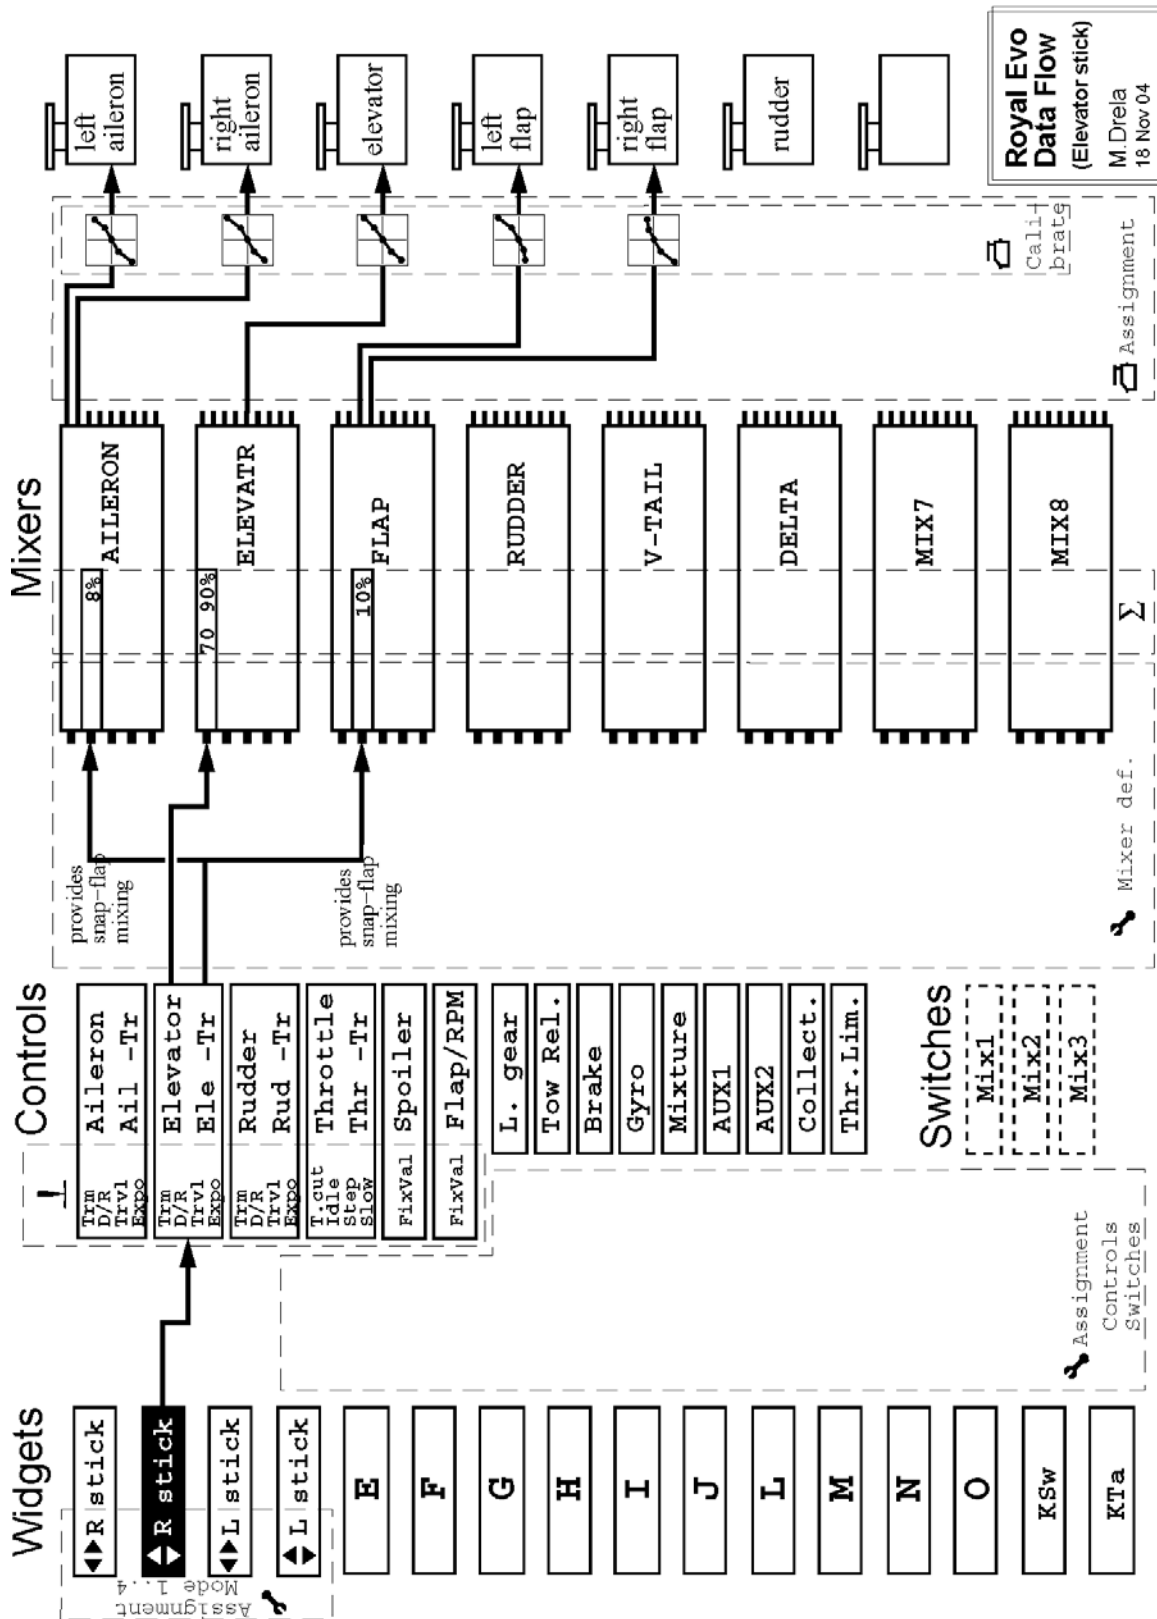 Widgets
R stick
R stick
L stick
L stick
E
F
G
H
I
J
L
M
N
O
KSw
KTa
Assignment
Mode 1..4
Controls
Trm
D/R
Trvl
Expo
Aileron
Ail -Tr
Trm
D/R
Trvl
Expo
Elevator
Ele -Tr
Trm
D/R
Trvl
Expo
Rudder
Rud -Tr
T.cut
Idle
Step
Slow
Throttle
Thr -Tr
FixVal Spoiler
FixVal Flap/RPM
L. gear
Tow Rel.
Brake
Gyro
Mixture
AUX1
AUX2
Collect.
Thr.Lim.
Switches
Mix1
Mix2
Mix3
Assignment
Controls
Switches
provides
snap-flap
mixing
provides
snap-flap
mixing
Mixer def.
Mixers
8%
AILERON
70 90%
ELEVATR
10%
FLAP
RUDDER
V-TAIL
DELTA
MIX7
MIX8
Σ
Cali-
brate
Assignment
left
aileron
right
aileron
elevator
left
flap
right
flap
rudder
Royal Evo
Data Flow
(Elevator stick)
M.Drela
18 Nov 04